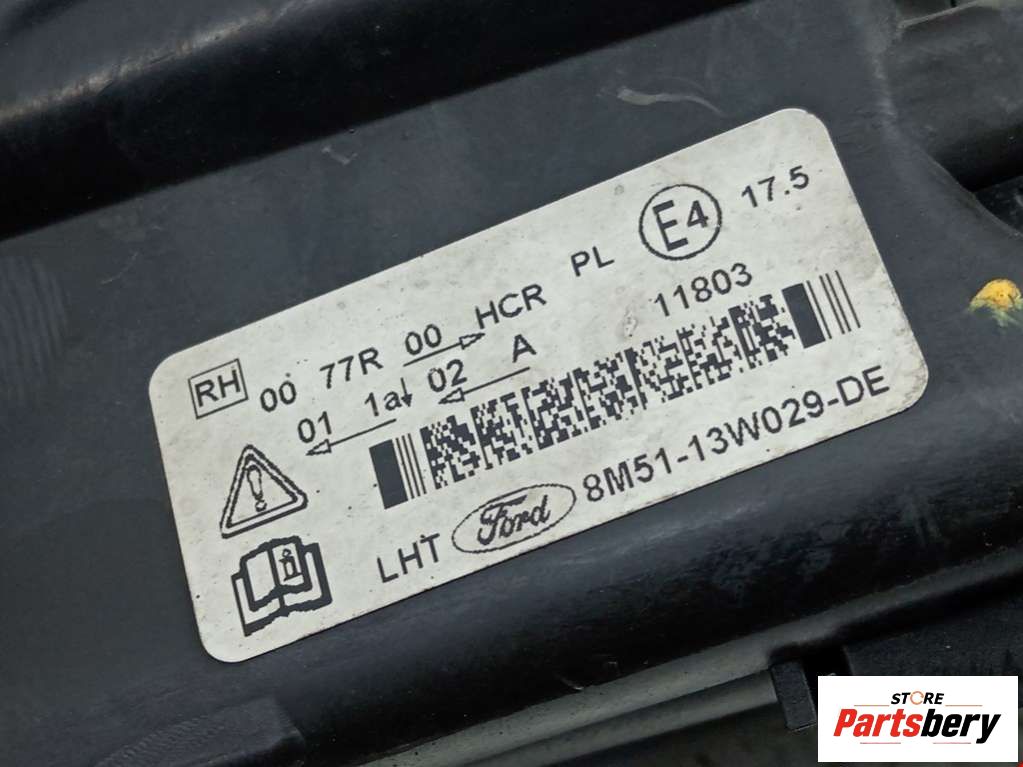 RH 00 77R 00 HCR PL E4 17.5
01 1a 02 A 11803
LHT Ford 8M51-13W029-DE
STORE
Partsbery